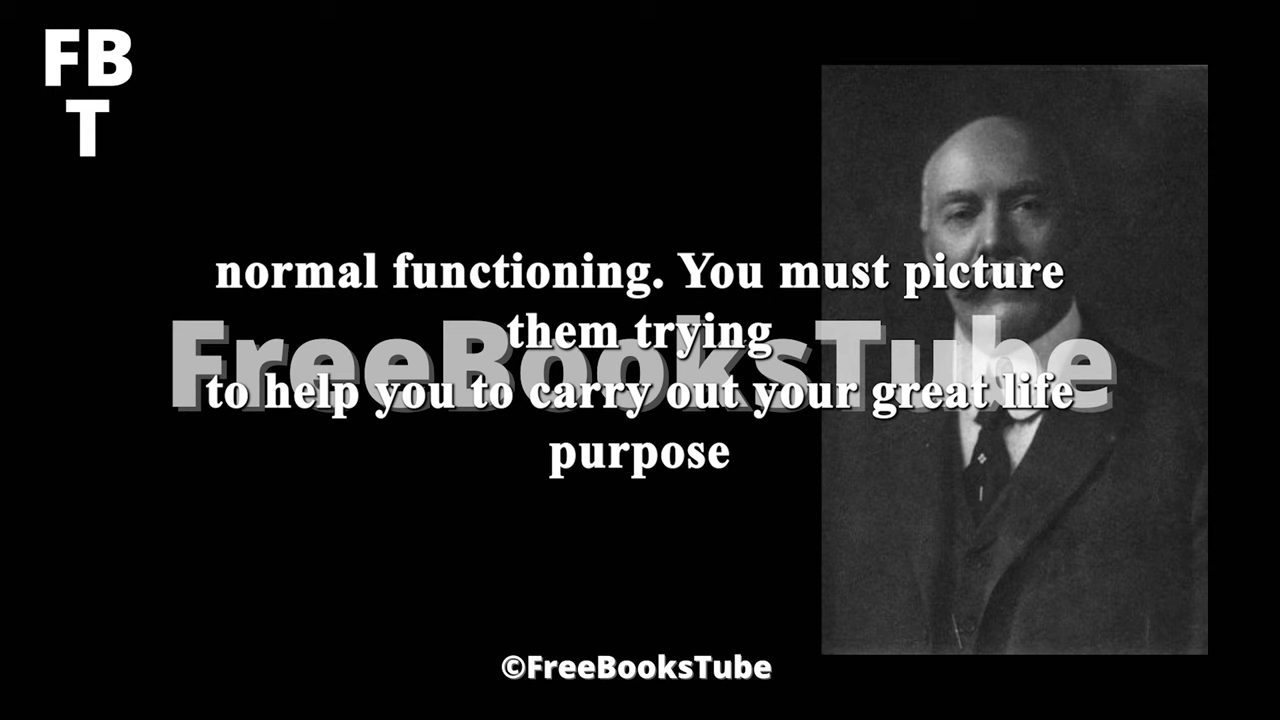 FB
T
normal functioning. You must picture
them trying
FreeBooksTube
to help you to carry out your great life
purpose
©FreeBooksTube